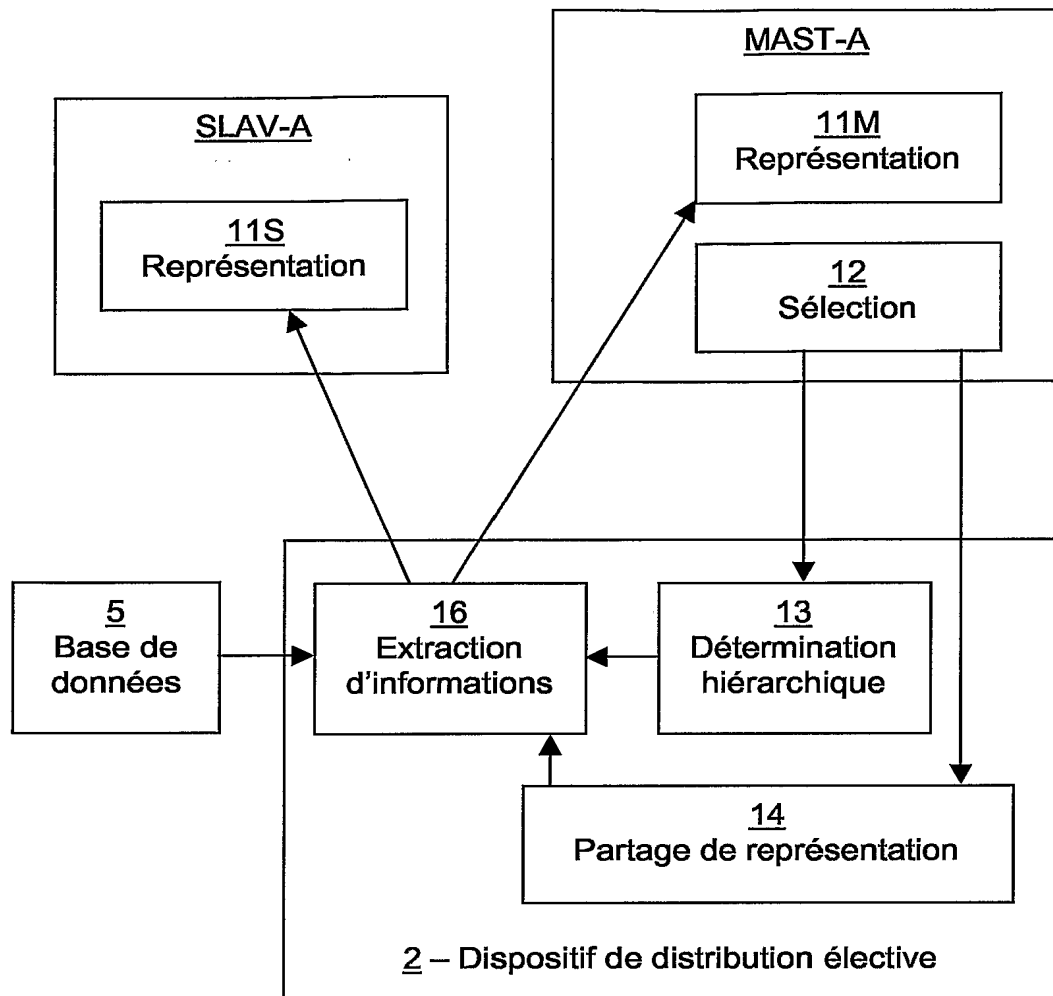 MAST-A
11M
Représentation
12
Sélection
SLAV-A
11S
Représentation
5
Base de
données
16
Extraction
d'informations
13
Détermination
hiérarchique
14
Partage de représentation
2 – Dispositif de distribution élective